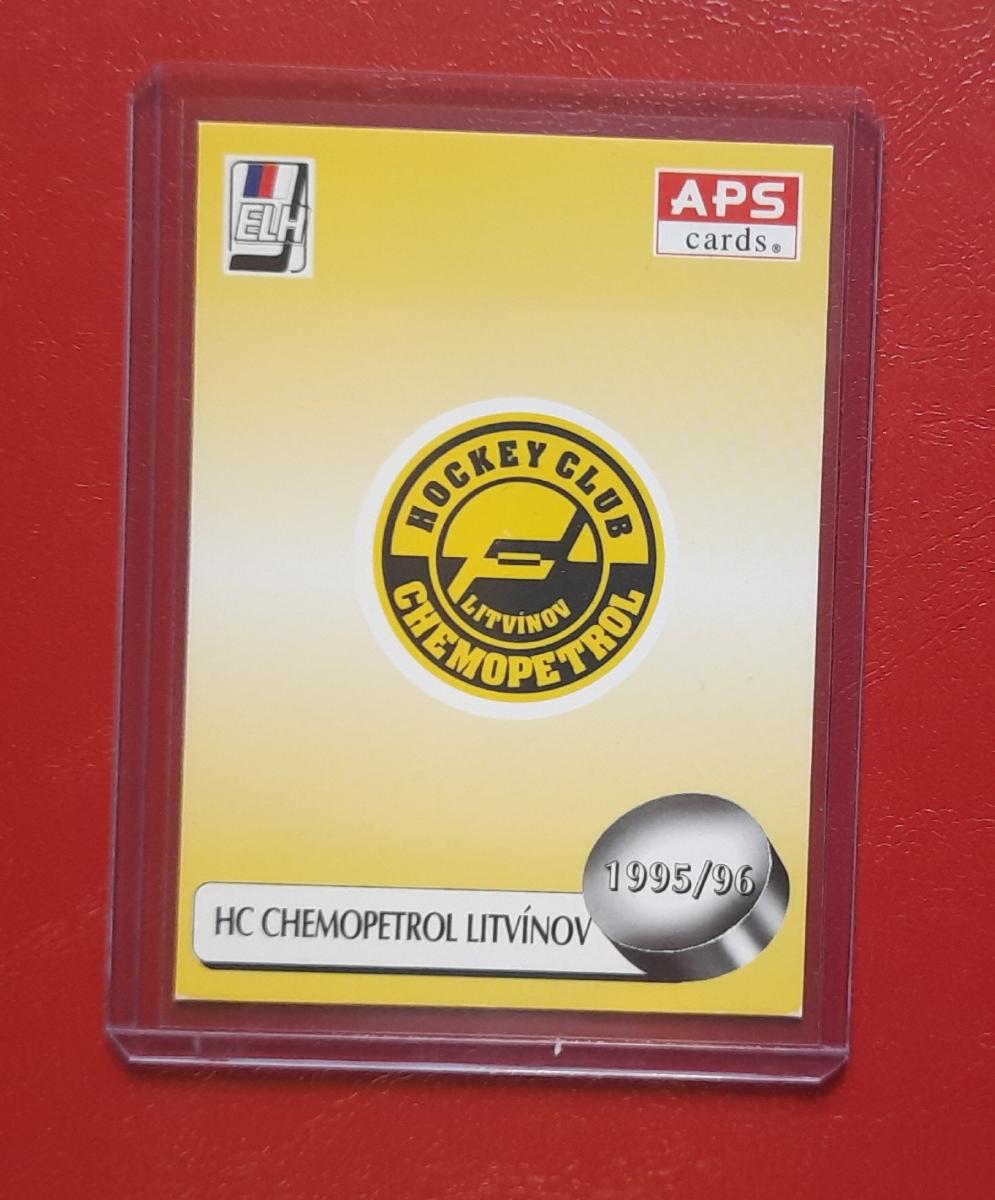 ELH
APS
cards®
HOCKEY CLUB
LITVÍNOV
CHEMOPETROL
1995/96
HC CHEMOPETROL LITVÍNOV